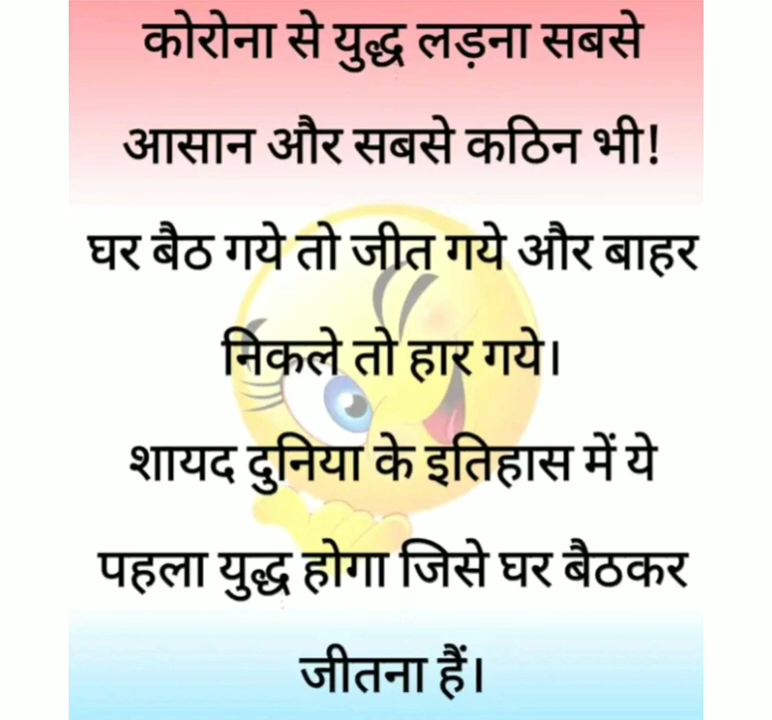 कोरोना से युद्ध लड़ना सबसे
आसान और सबसे कठिन भी!
घर बैठ गये तो जीत गये और बाहर
निकले तो हार गये।
शायद दुनिया के इतिहास में ये
पहला युद्ध होगा जिसे घर बैठकर
जीतना हैं।